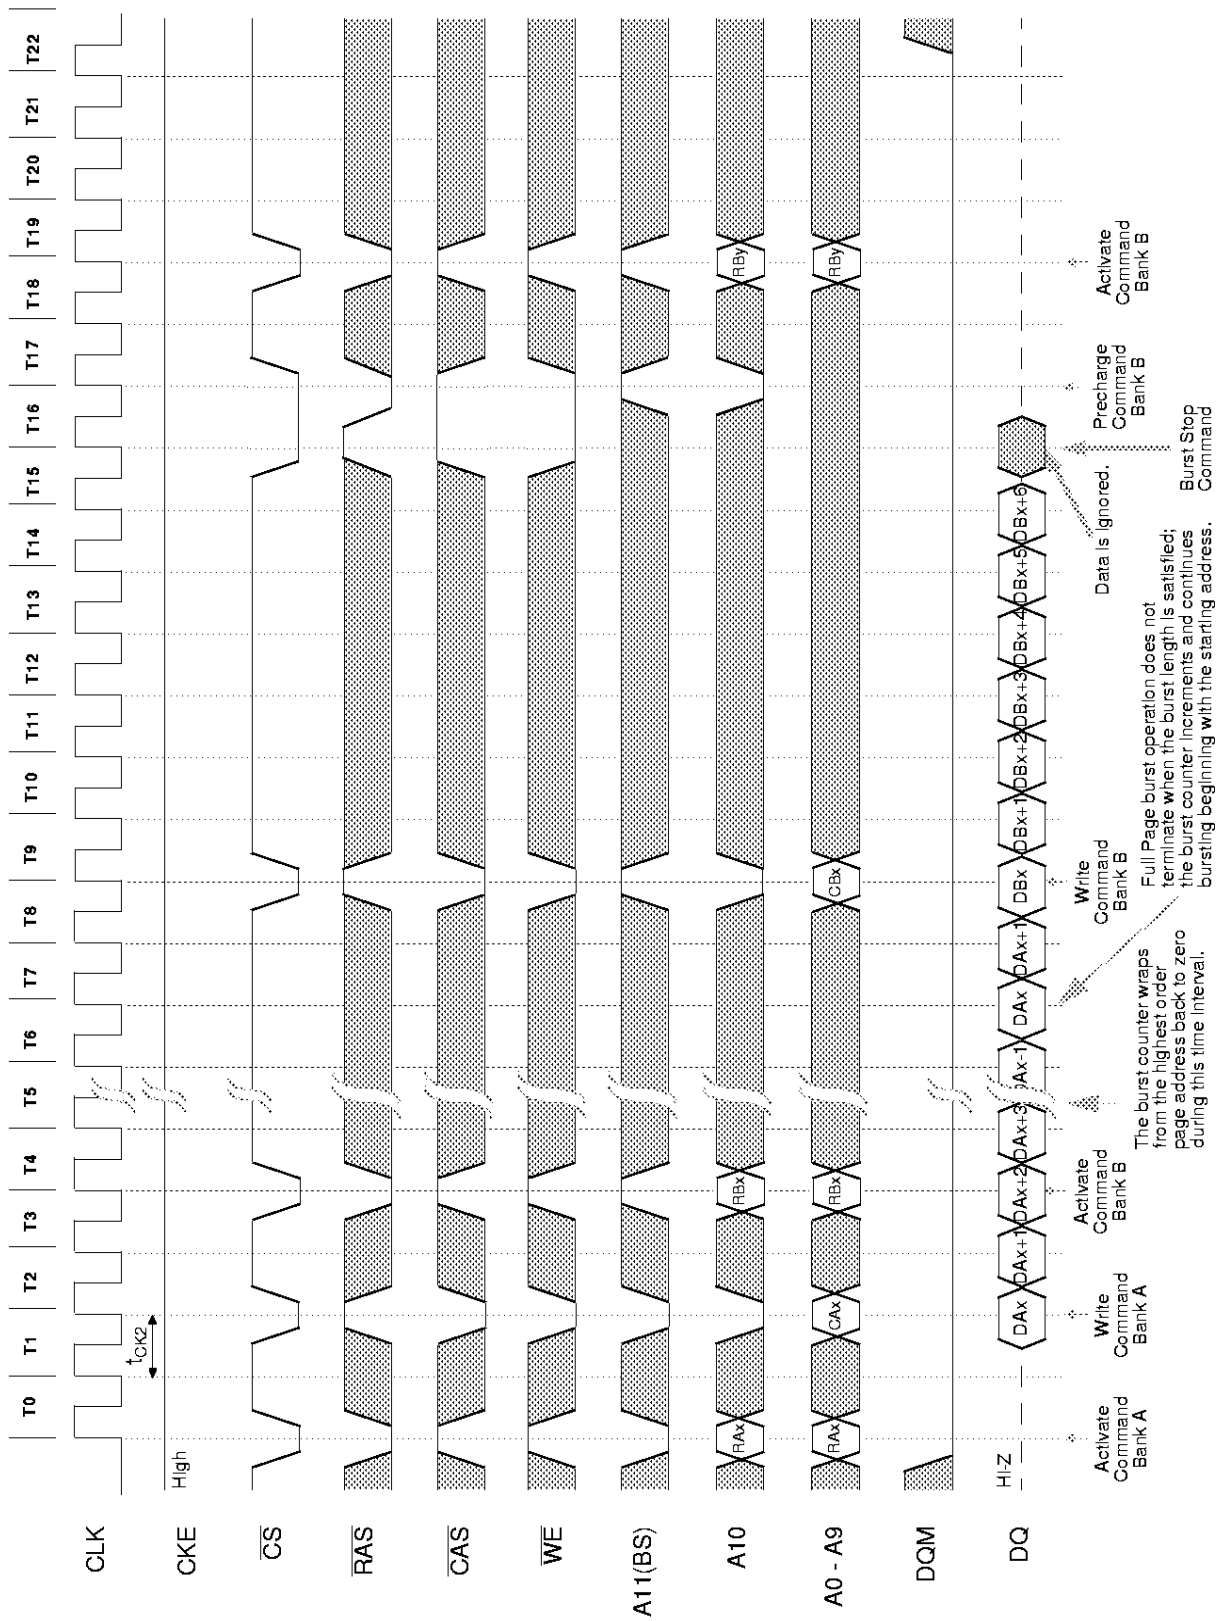 T0 T1 T2 T3 T4 T5 T6 T7 T8 T9 T10 T11 T12 T13 T14 T15 T16 T17 T18 T19 T20 T21 T22
CLK
tCK2
CKE
High
CS
RAS
CAS
WE
A11(BS)
A10
RAx RBx RBy
A0 - A9
RAx CAx RBx CBx RBy
DQM
DQ
Hi-Z
DAx DAx+1 DAx+2 DAx+3 DAx-1 DAx DAx+1 DBx DBx+1 DBx+2 DBx+3 DBx+4 DBx+5 DBx+6
Activate
Command
Bank A
Write
Command
Bank A
Activate
Command
Bank B
The burst counter wraps
from the highest order
page address back to zero
during this time interval.
Write
Command
Bank B
Full Page burst operation does not
terminate when the burst length is satisfied;
the burst counter increments and continues
bursting beginning with the starting address.
Data is ignored.
Burst Stop
Command
Precharge
Command
Bank B
Activate
Command
Bank B